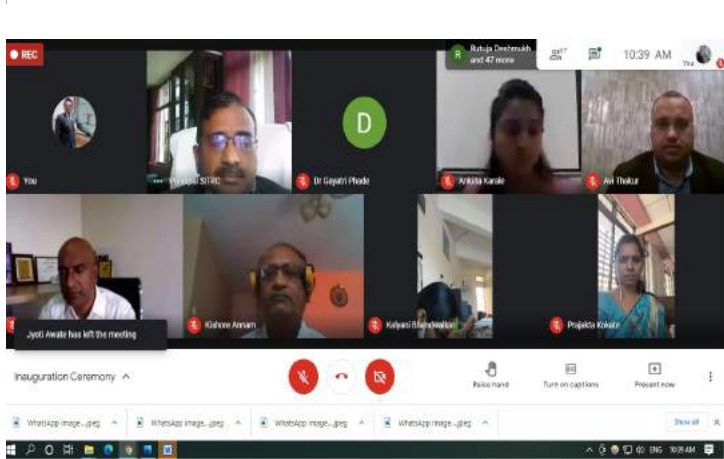 REC
R
Rutuja Deshmukh
and 47 more
10:39 AM
You
You
Principal SITRC
D
Dr Gayatri Phade
Ankita Karale
Avi Thakur
Jyoti Awate has left the meeting
Kishore Annam
Kalyani
Prajakta Kokate
Inauguration Ceremony
Raise hand
Turn on captions
Present now
WhatsApp Image...jpeg
WhatsApp Image...jpeg
WhatsApp Image...jpeg
WhatsApp Image...jpeg
Show all
ENG
10:39 AM